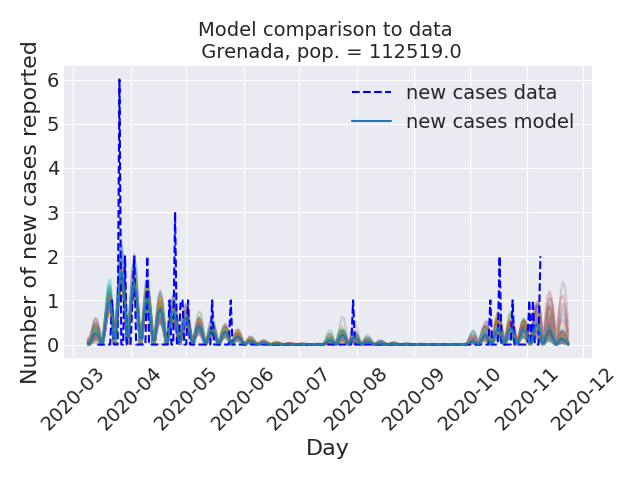 Model comparison to data
Grenada, pop. = 112519.0
Number of new cases reported
6
5
4
3
2
1
0
new cases data
new cases model
2020-03
2020-04
2020-05
2020-06
2020-07
2020-08
2020-09
2020-10
2020-11
2020-12
Day